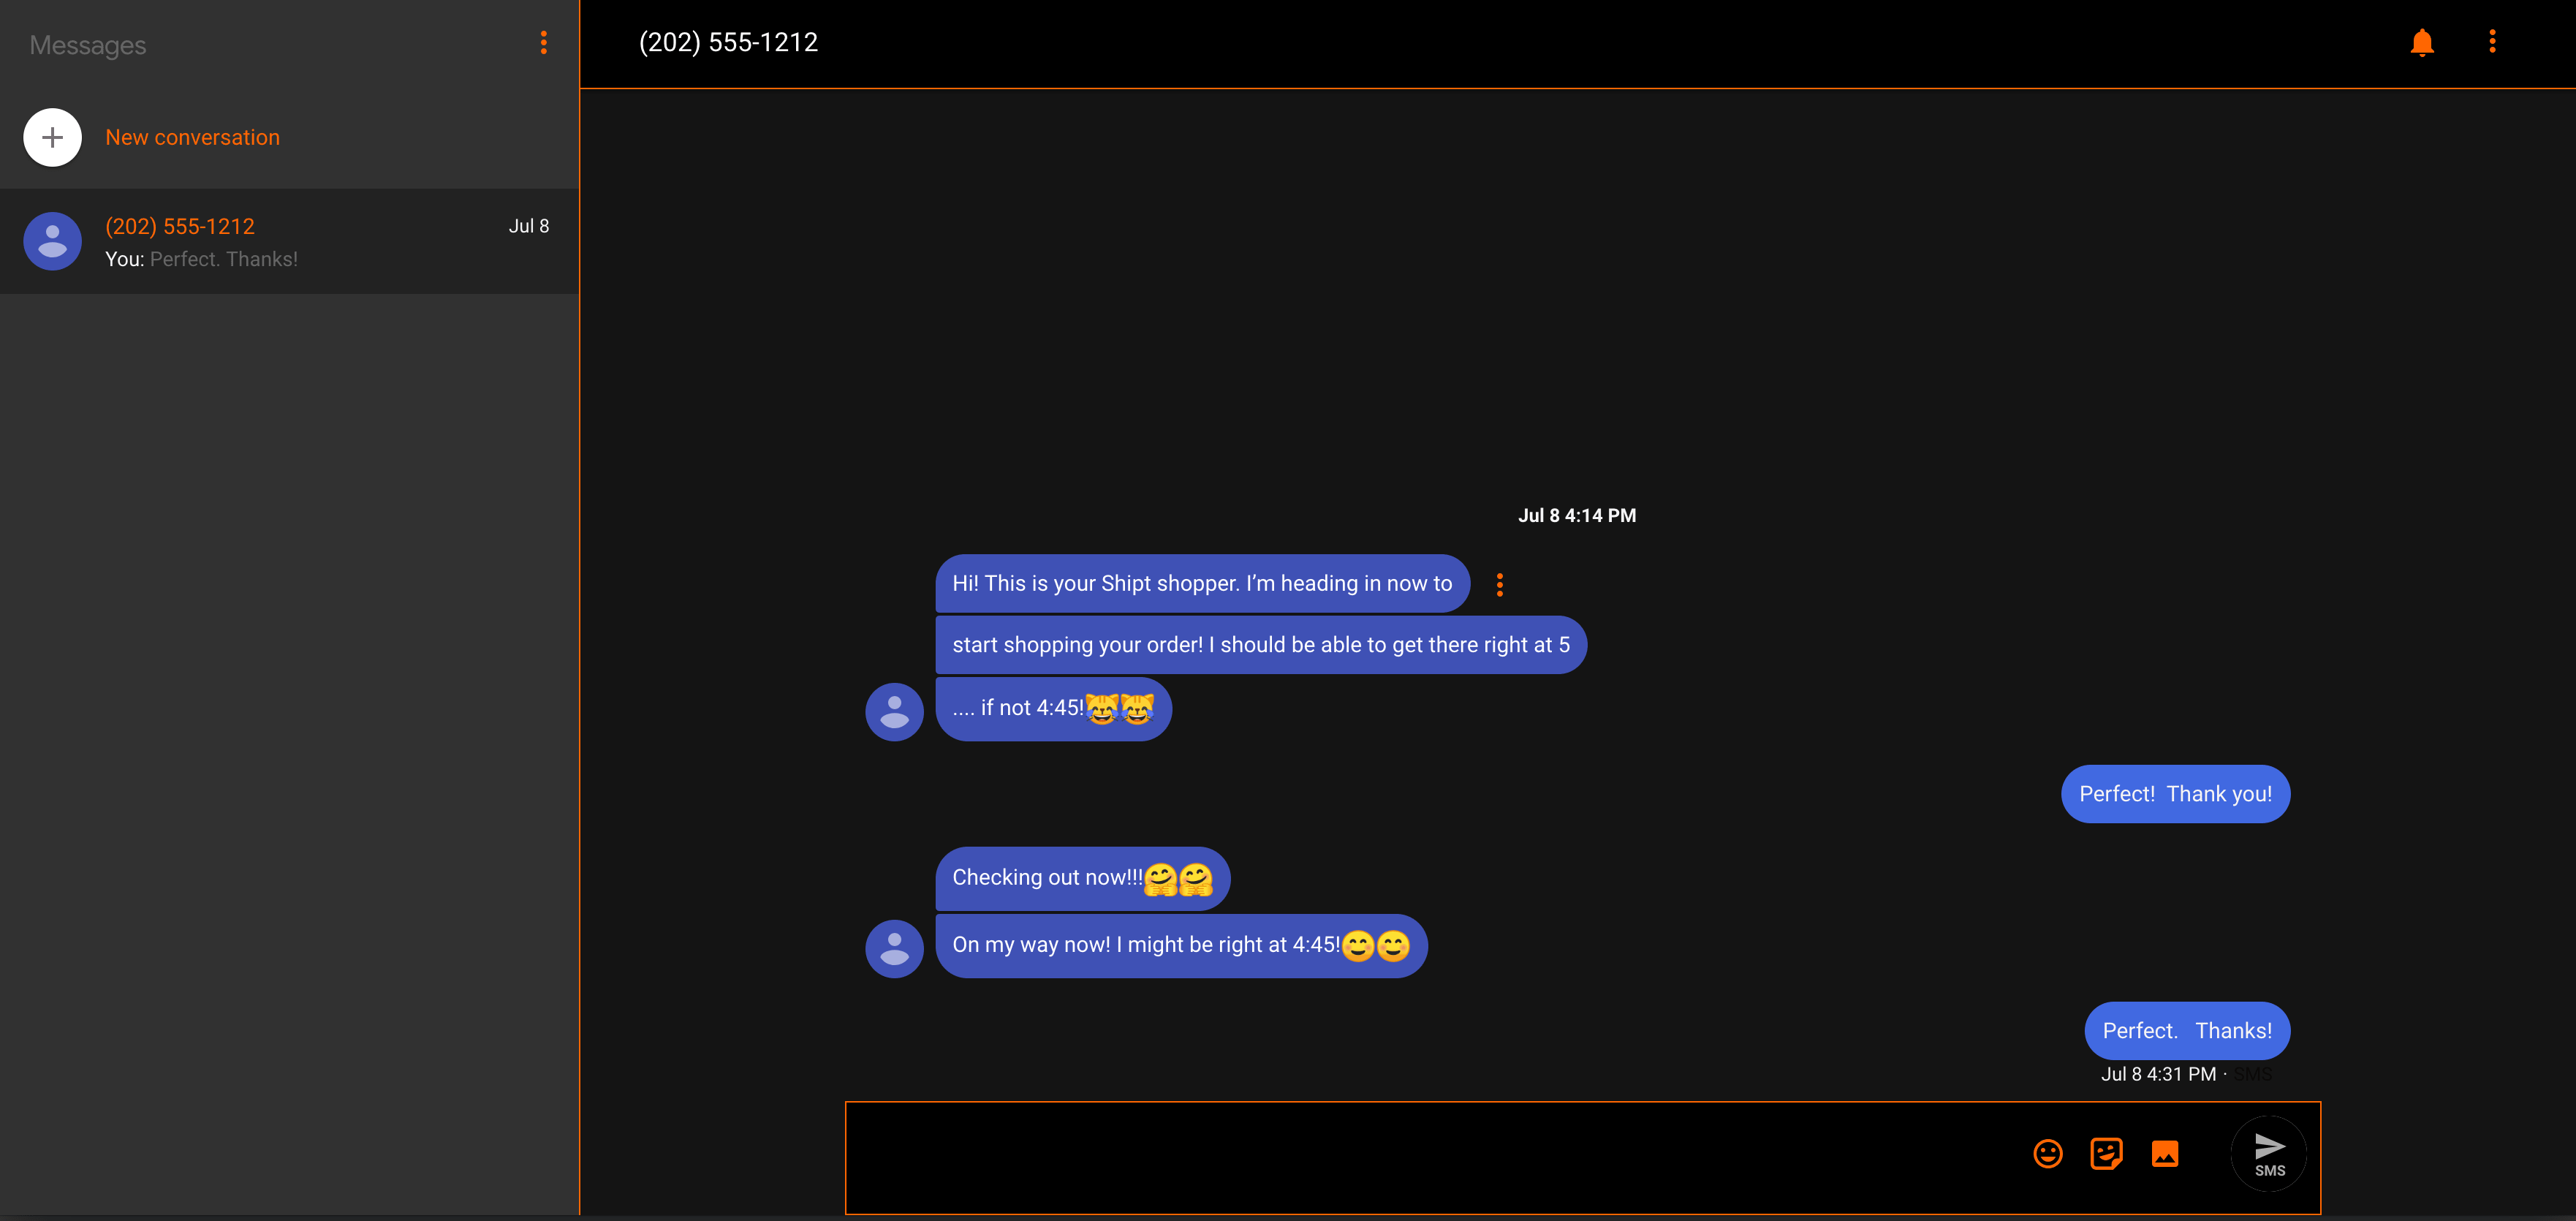 Messages
New conversation
(202) 555-1212
Jul 8
You: Perfect. Thanks!
(202) 555-1212
Jul 8 4:14 PM
Hi! This is your Shipt shopper. I’m heading in now to
start shopping your order! I should be able to get there right at 5
.... if not 4:45!😹😹
Perfect!  Thank you!
Checking out now!!!🤗🤗
On my way now! I might be right at 4:45!😊😊
Perfect.   Thanks!
Jul 8 4:31 PM · SMS
SMS